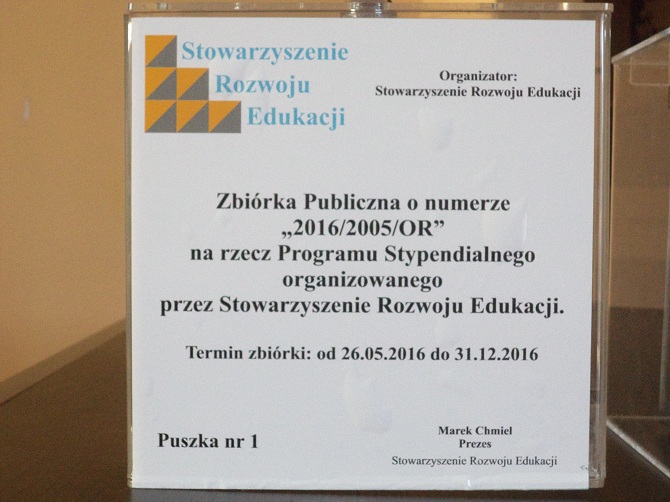 Stowarzyszenie
Rozwoju
Edukacji
Organizator:
Stowarzyszenie Rozwoju Edukacji
Zbiórka Publiczna o numerze
„2016/2005/OR”
na rzecz Programu Stypendialnego
organizowanego
przez Stowarzyszenie Rozwoju Edukacji.
Termin zbiórki: od 26.05.2016 do 31.12.2016
Puszka nr 1
Marek Chmiel
Prezes
Stowarzyszenie Rozwoju Edukacji